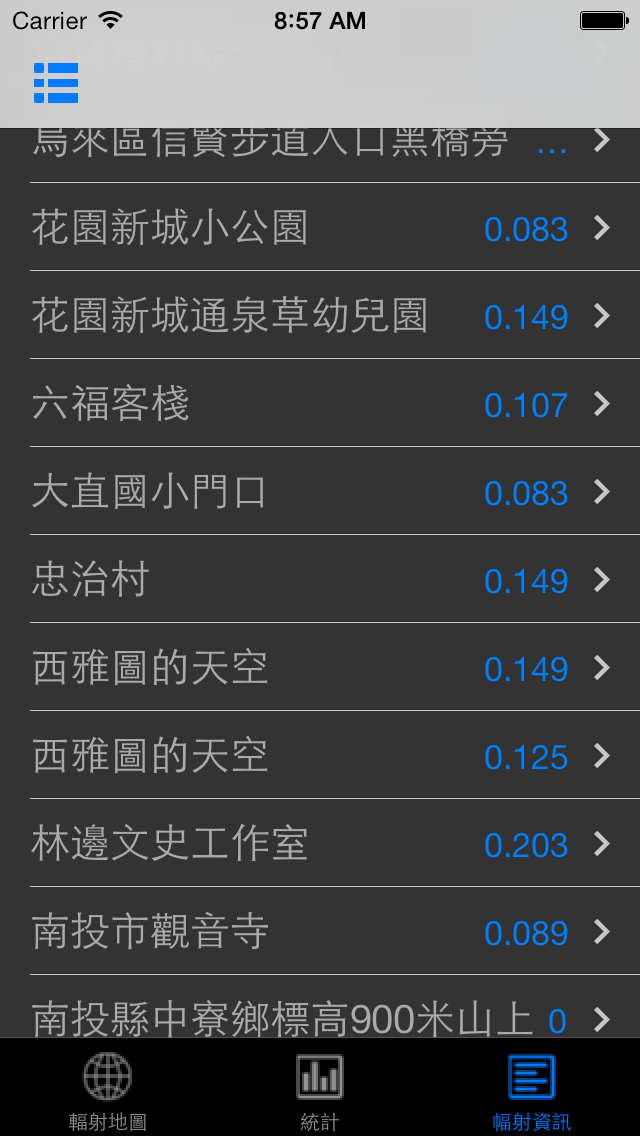 Carrier 8:57 AM
烏來區信賢步道入口黑橋旁 ...
花園新城小公園 0.083
花園新城通泉草幼兒園 0.149
六福客棧 0.107
大直國小門口 0.083
忠治村 0.149
西雅圖的天空 0.149
西雅圖的天空 0.125
林邊文史工作室 0.203
南投市觀音寺 0.089
南投縣中寮鄉標高900米山上 0
輻射地圖 統計 幅射資訊